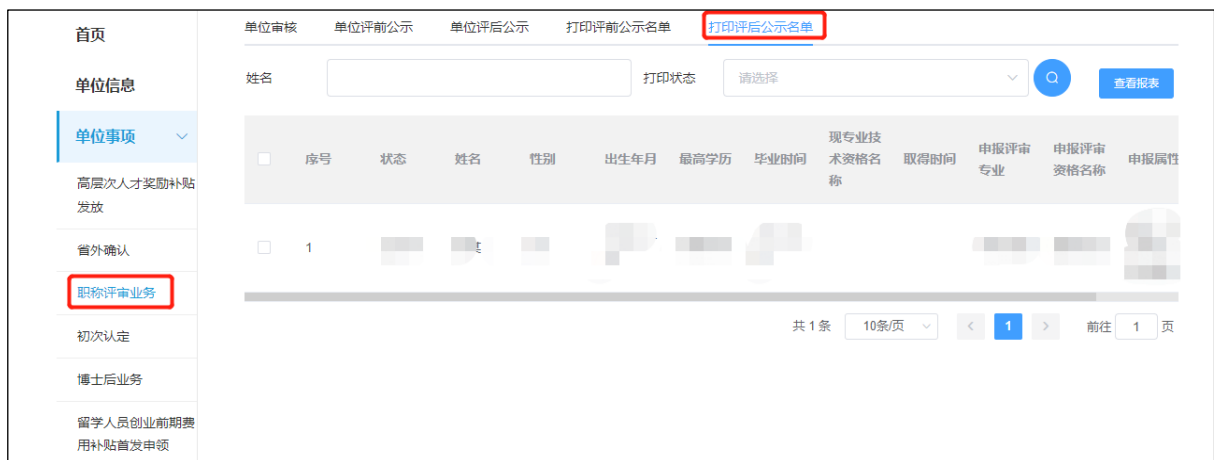 首页
单位信息
单位事项
高层次人才奖励补贴
发放
省外确认
职称评审业务
初次认定
博士后业务
留学人员创业前期费
用补贴首发申领
单位审核 单位评前公示 单位评后公示 打印评前公示名单 打印评后公示名单
姓名 打印状态 请选择 查看报表
序号 状态 姓名 性别 出生年月 最高学历 毕业时间 现专业技术资格名称 取得时间 申报评审专业 申报评审资格名称 申报属性
1
共 1 条 10条/页 < 1 > 前往 1 页